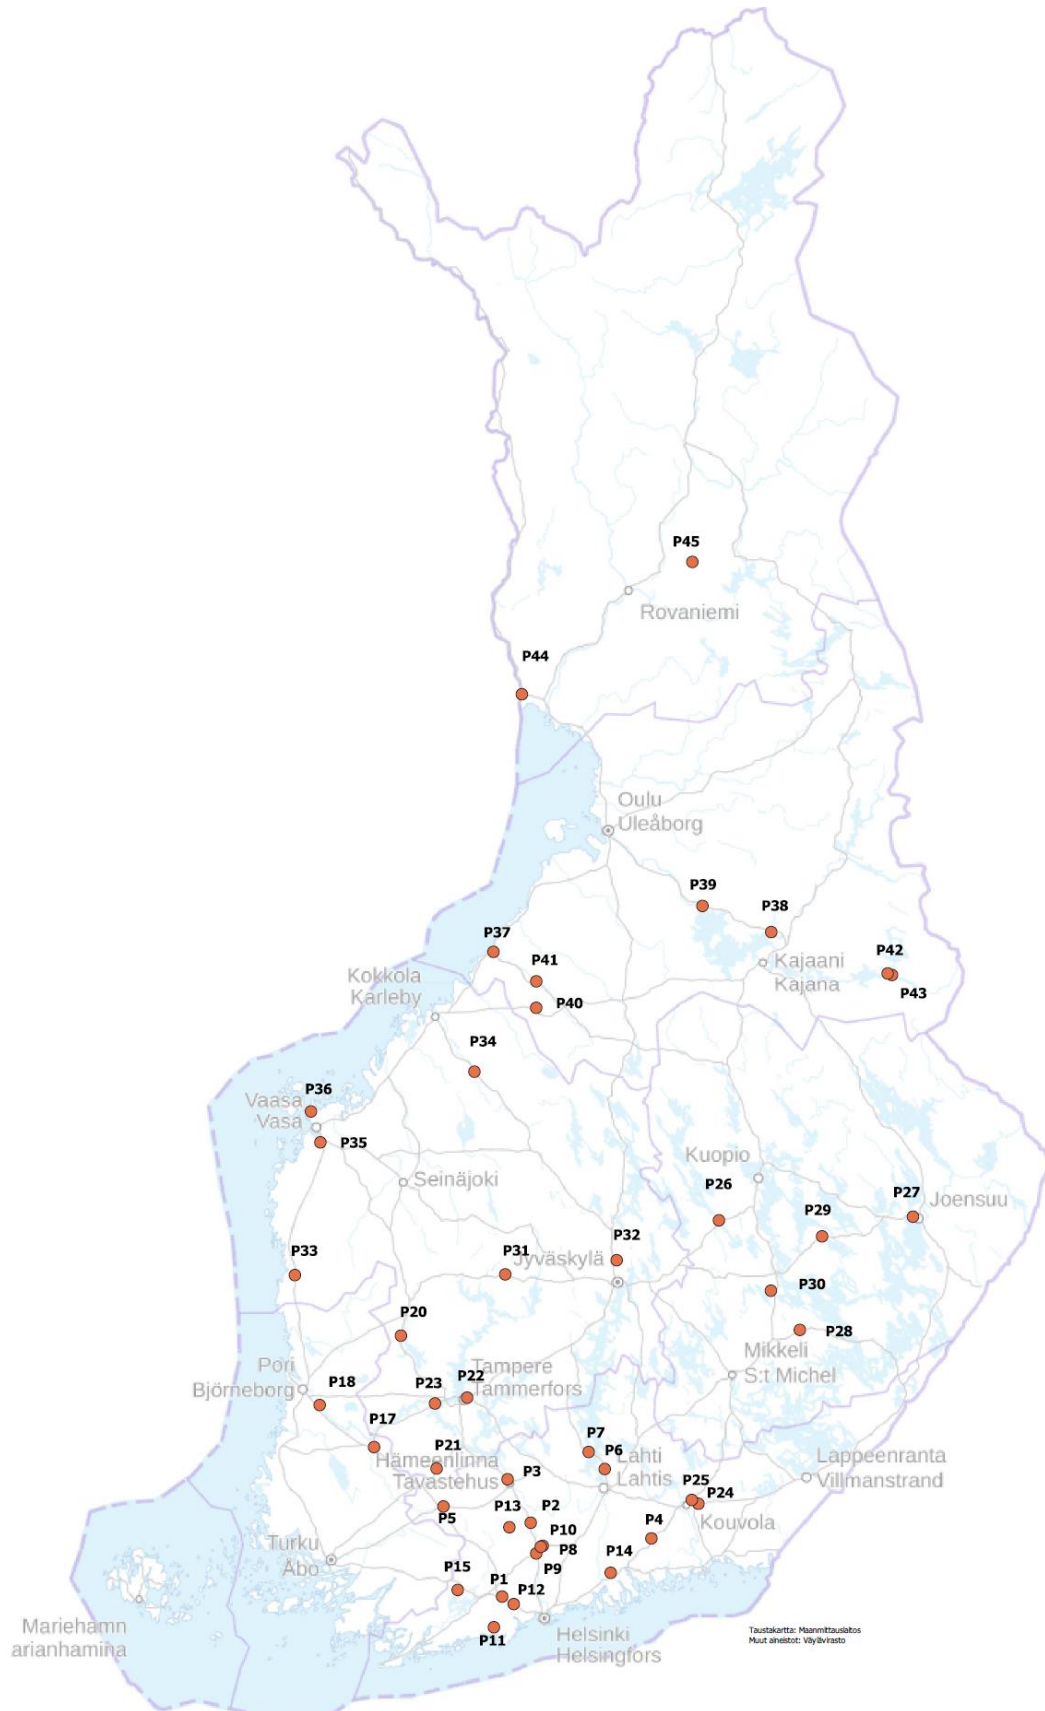 P45
Rovaniemi
P44
Oulu
Uleåborg
P39
P38
P37
P42
P41
Kajaani
Kajana
P43
Kokkola
Karleby
P40
P34
P36
Vaasa
Vasa
P35
Kuopio
Seinäjoki
P26
P27
Joensuu
P29
P32
P31
Jyväskylä
P33
P30
P20
P28
Mikkeli
S:t Michel
Pori
Björneborg
Tampere
Tammerfors
P22
P23
P18
P17
P7
P6
Lahti
Lahtis
P21
Hämeenlinna
Tavastehus
P3
Lappeenranta
Villmanstrand
P25
P24
Kouvola
P13
P2
P5
P10
P4
P8
P9
P14
Turku
Åbo
P15
P1
P12
Mariehamn
arianhamina
P11
Helsinki
Helsingfors
Taustakartta: Maanmittauslaitos
Muut aineistot: Väylävirasto